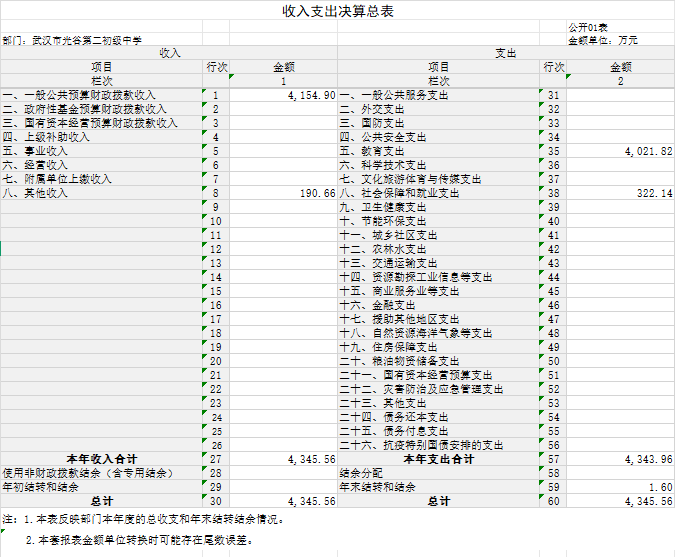 收入支出决算总表
公开01表
部门：武汉市光谷第二初级中学 金额单位：万元
收入 支出
项目 行次 金额 项目 行次 金额
栏次 1 栏次 2
一、一般公共预算财政拨款收入 1 4,154.90 一、一般公共服务支出 31
二、政府性基金预算财政拨款收入 2 二、外交支出 32
三、国有资本经营预算财政拨款收入 3 三、国防支出 33
四、上级补助收入 4 四、公共安全支出 34
五、事业收入 5 五、教育支出 35 4,021.82
六、经营收入 6 六、科学技术支出 36
七、附属单位上缴收入 7 七、文化旅游体育与传媒支出 37
八、其他收入 8 190.66 八、社会保障和就业支出 38 322.14
9 九、卫生健康支出 39
10 十、节能环保支出 40
11 十一、城乡社区支出 41
12 十二、农林水支出 42
13 十三、交通运输支出 43
14 十四、资源勘探工业信息等支出 44
15 十五、商业服务业等支出 45
16 十六、金融支出 46
17 十七、援助其他地区支出 47
18 十八、自然资源海洋气象等支出 48
19 十九、住房保障支出 49
20 二十、粮油物资储备支出 50
21 二十一、国有资本经营预算支出 51
22 二十二、灾害防治及应急管理支出 52
23 二十三、其他支出 53
24 二十四、债务还本支出 54
25 二十五、债务付息支出 55
26 二十六、抗疫特别国债安排的支出 56
本年收入合计 27 4,345.56 本年支出合计 57 4,343.96
使用非财政拨款结余（含专用结余） 28 结余分配 58
年初结转和结余 29 年末结转和结余 59 1.60
总计 30 4,345.56 总计 60 4,345.56
注：1.本表反映部门本年度的总收支和年末结转结余情况。
2.本套报表金额单位转换时可能存在尾数误差。